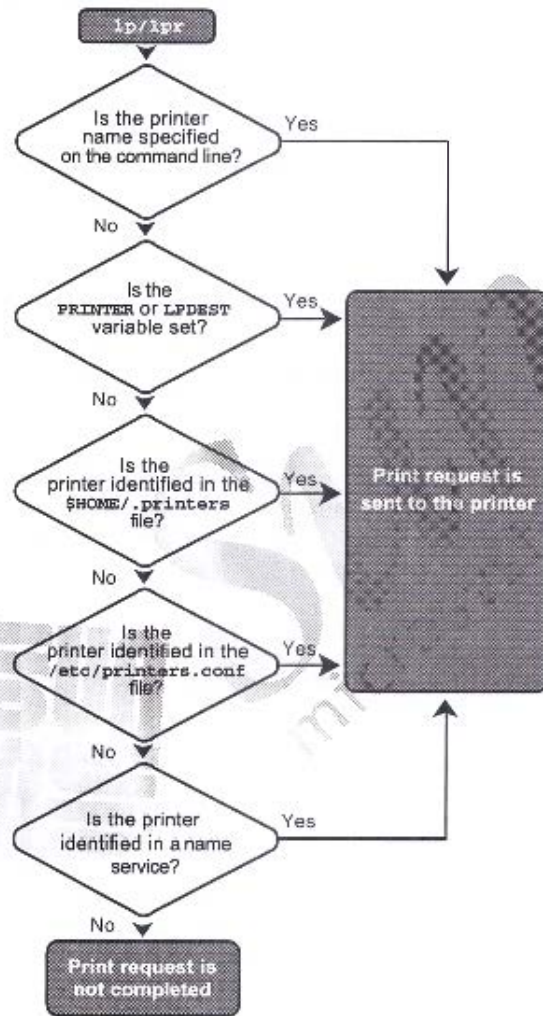 lp/lpr
Is the printer
name specified
on the command line?
Yes
No
Is the
PRINTER or LPDEST
variable set?
Yes
No
Is the
printer identified in the
$HOME/.printers
file?
Yes
No
Is the
printer identified in the
/etc/printers.conf
file?
Yes
No
Is the printer
identified in a name
service?
Yes
No
Print request is
sent to the printer
Print request is
not completed